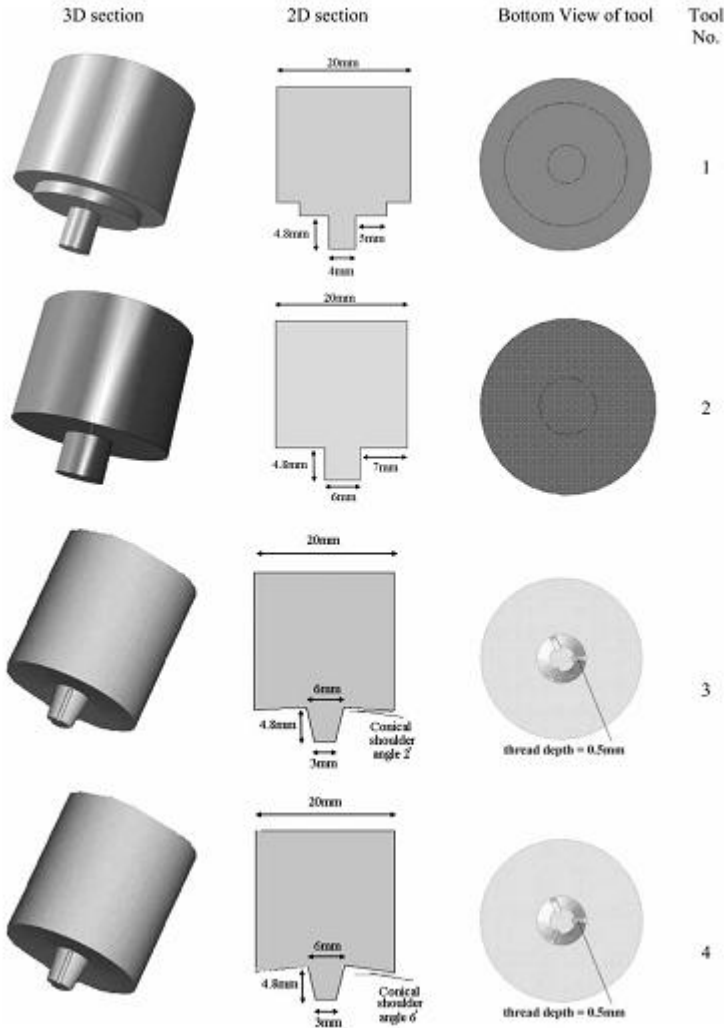 3D section 2D section Bottom View of tool Tool No.
20mm
4.8mm
5mm
4mm
1
20mm
4.8mm
7mm
6mm
2
20mm
6mm
4.8mm
Conical shoulder angle 2°
3mm
thread depth = 0.5mm
3
20mm
6mm
4.8mm
Conical shoulder angle 6°
3mm
thread depth = 0.5mm
4